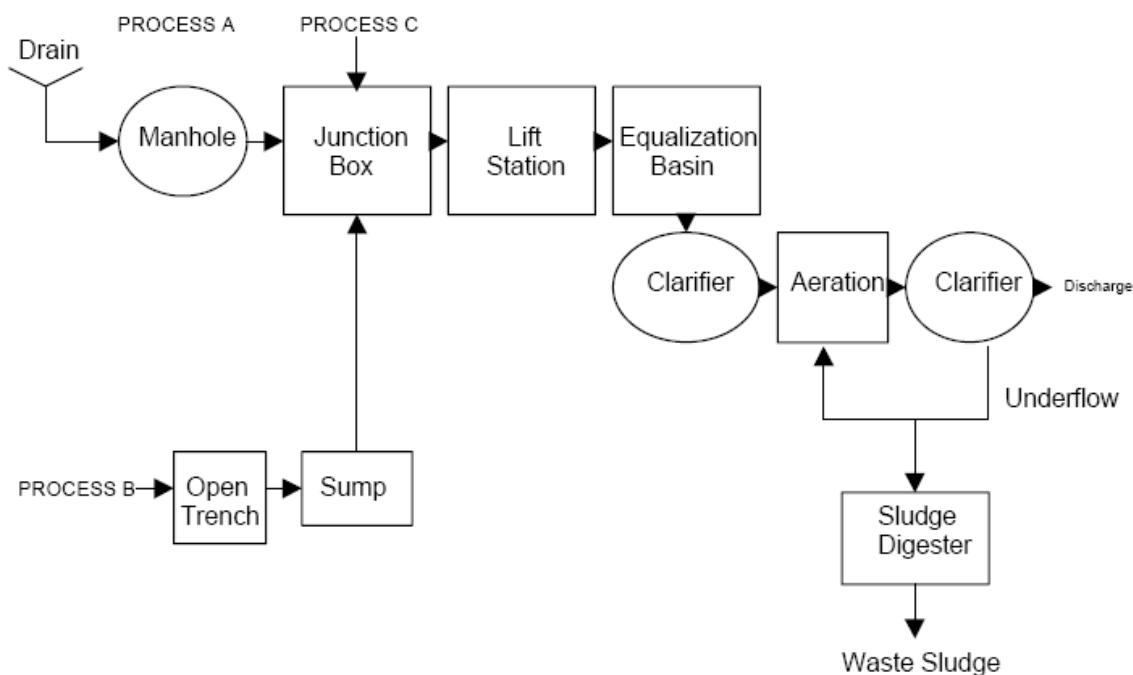 PROCESS A
PROCESS C
Drain
Manhole
Junction
Box
Lift
Station
Equalization
Basin
Clarifier
Aeration
Clarifier
Discharge
Underflow
PROCESS B
Open
Trench
Sump
Sludge
Digester
Waste Sludge